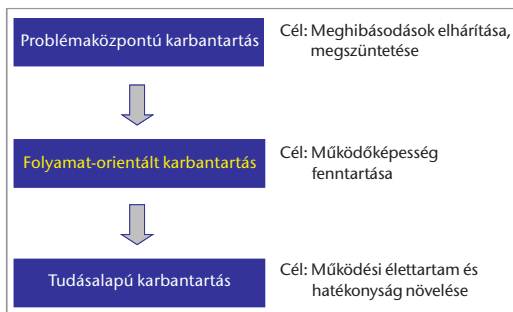 Problémaközpontú karbantartás
Cél: Meghibásodások elhárítása,
megszüntetése
Folyamat-orientált karbantartás
Cél: Működőképesség
fenntartása
Tudásalapú karbantartás
Cél: Működési élettartam és
hatékonyság növelése